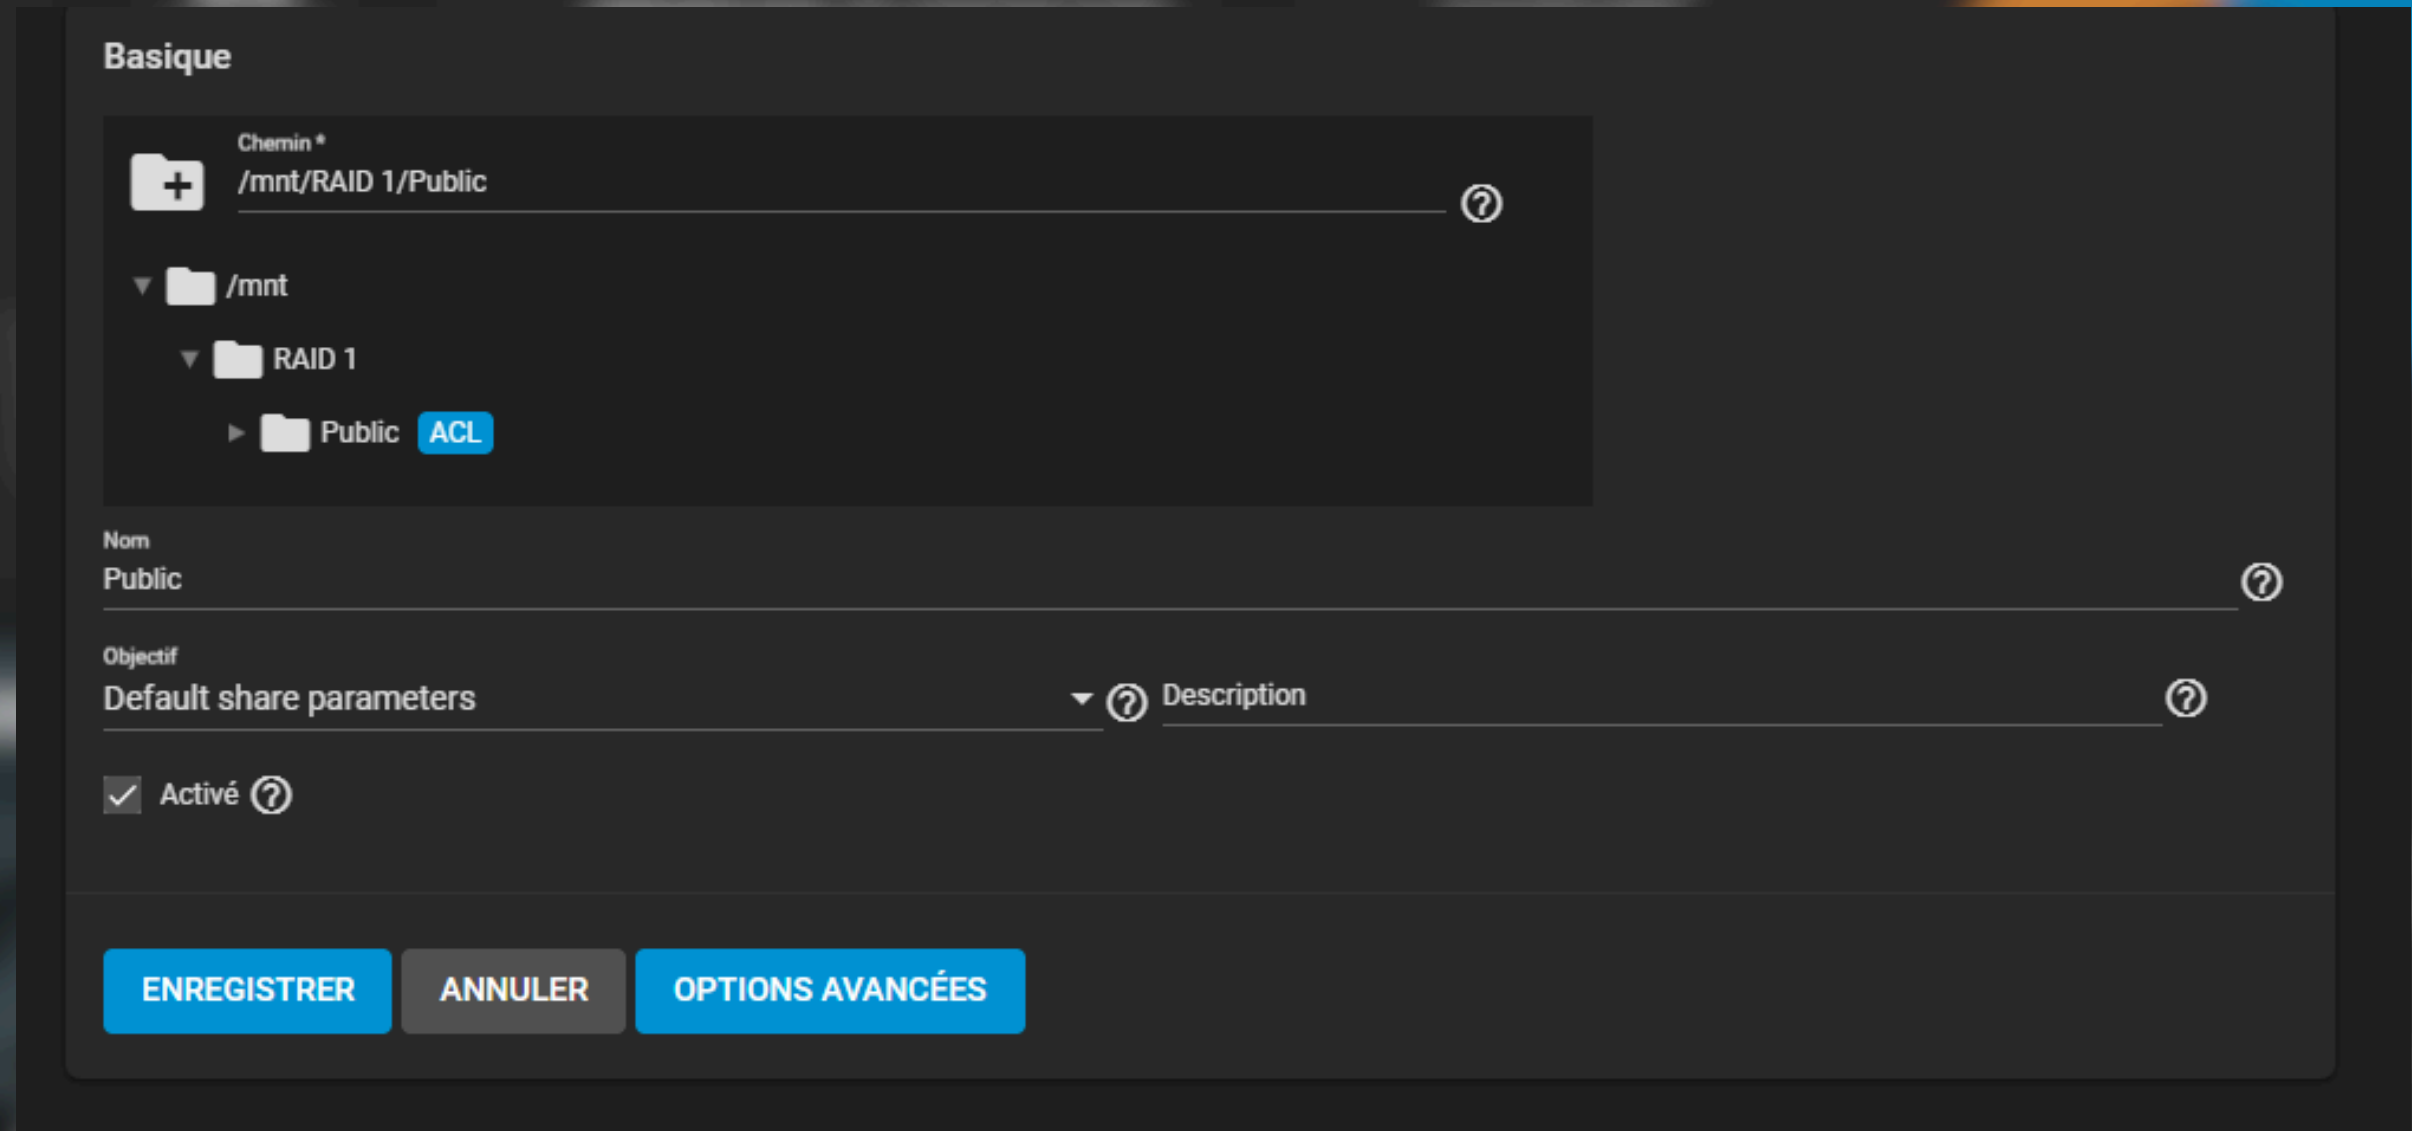 Basique
Chemin *
/mnt/RAID 1/Public
/mnt
RAID 1
Public ACL
Nom
Public
Objectif
Default share parameters
Description
Activé
ENREGISTRER ANNULER OPTIONS AVANCÉES